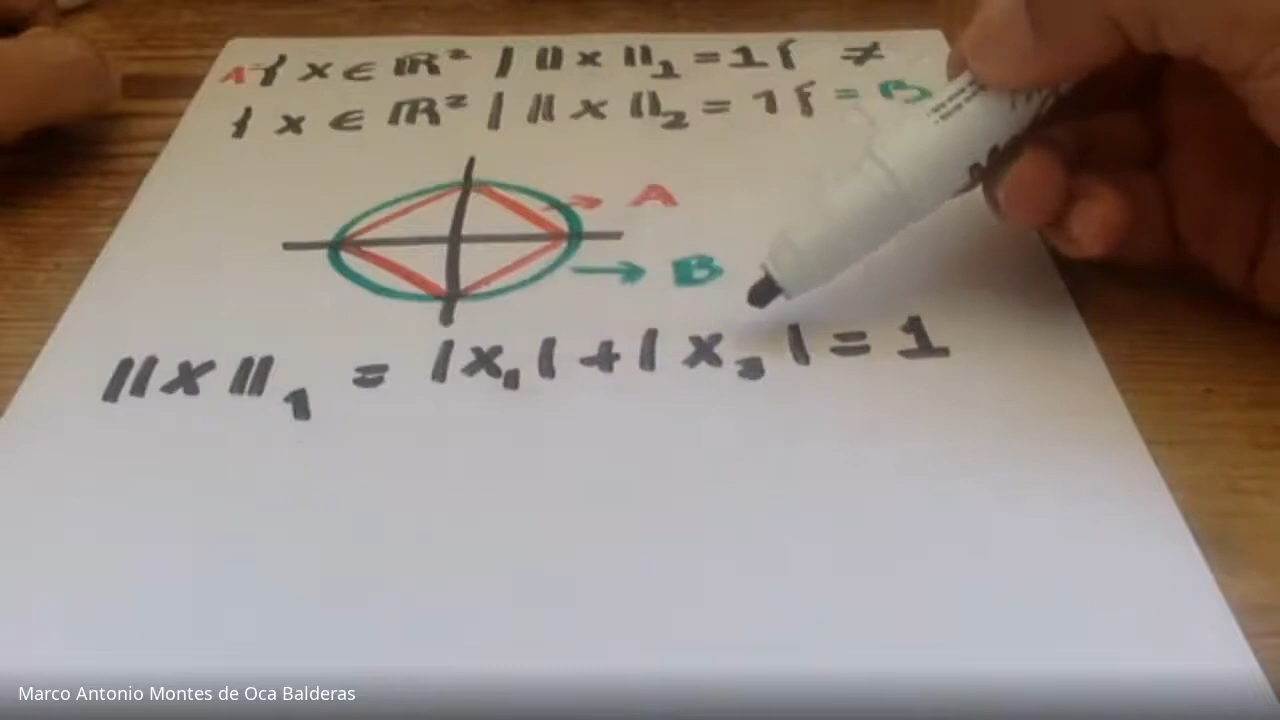 A={ x ∈ ℝ² | ||x||₁ = 1} ≠
{ x ∈ ℝ² | ||x||₂ = 1} = B
A
B
||x||₁ = |x₁| + |x₂| = 1
Marco Antonio Montes de Oca Balderas